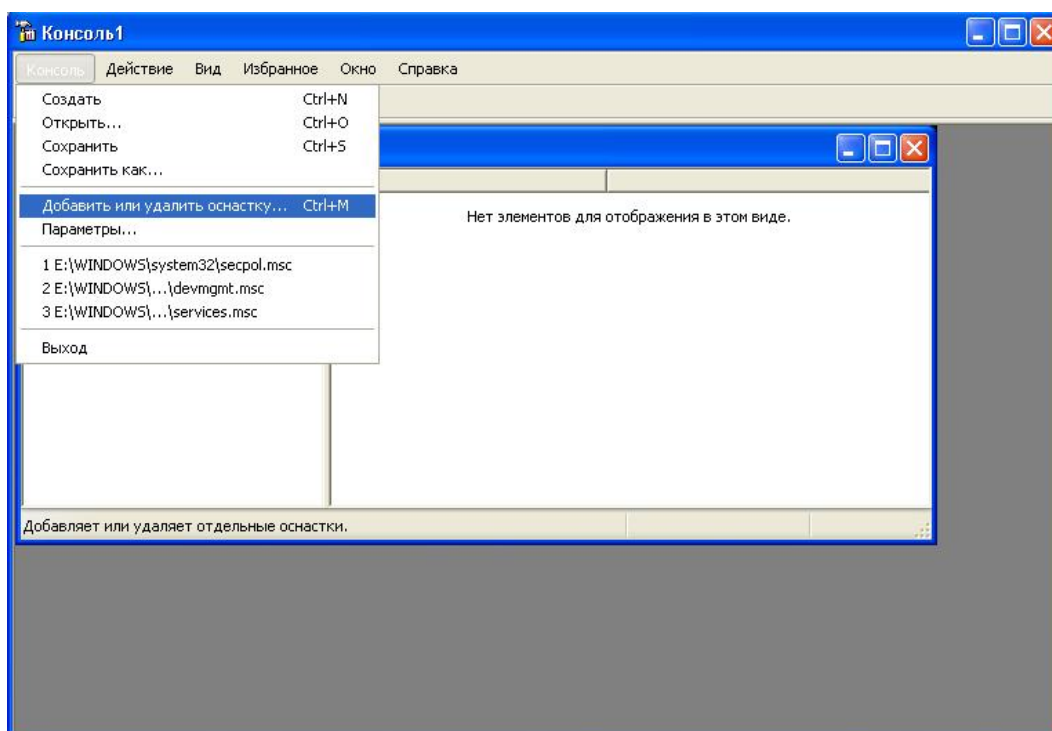 Консоль1
Консоль Действие Вид Избранное Окно Справка
Создать Ctrl+N
Открыть... Ctrl+O
Сохранить Ctrl+S
Сохранить как...
Добавить или удалить оснастку... Ctrl+M
Параметры...
1 E:\WINDOWS\system32\secpol.msc
2 E:\WINDOWS\...\devmgmt.msc
3 E:\WINDOWS\...\services.msc
Выход
Нет элементов для отображения в этом виде.
Добавляет или удаляет отдельные оснастки.